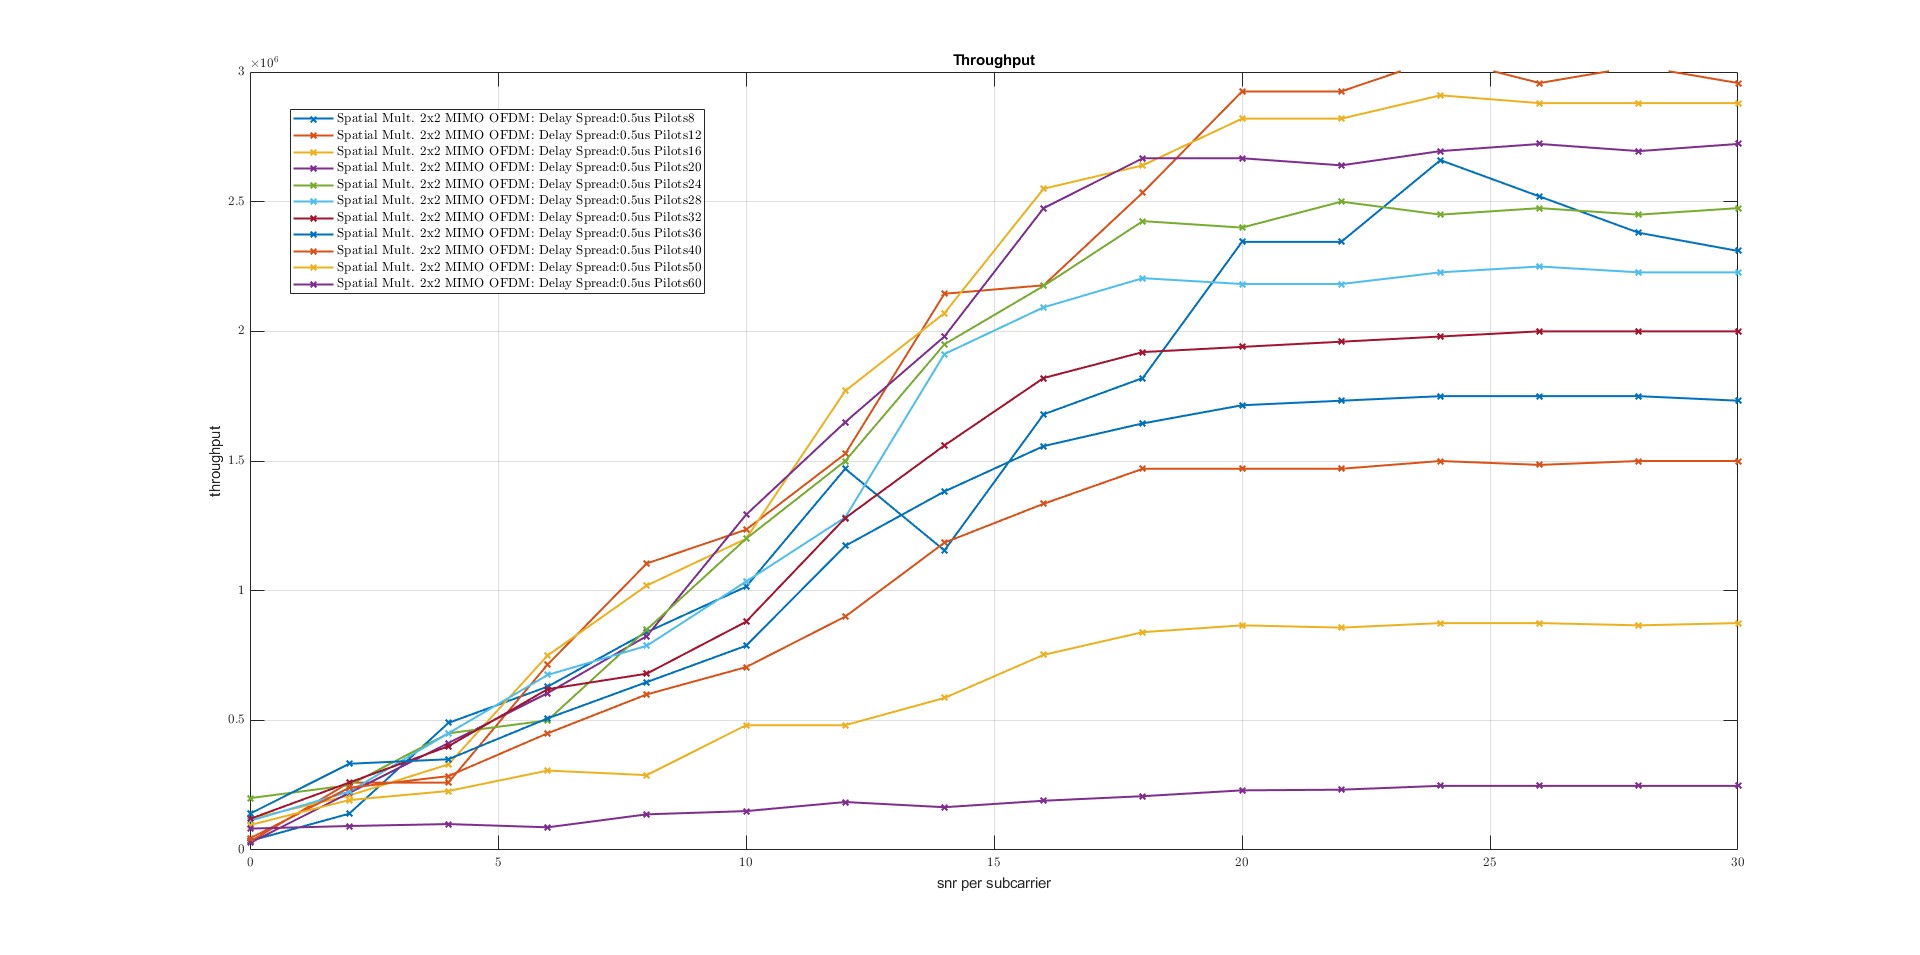 Throughput
×10⁶
3
2.5
2
1.5
1
0.5
0
throughput
Spatial Mult. 2x2 MIMO OFDM: Delay Spread:0.5us Pilots8
Spatial Mult. 2x2 MIMO OFDM: Delay Spread:0.5us Pilots12
Spatial Mult. 2x2 MIMO OFDM: Delay Spread:0.5us Pilots16
Spatial Mult. 2x2 MIMO OFDM: Delay Spread:0.5us Pilots20
Spatial Mult. 2x2 MIMO OFDM: Delay Spread:0.5us Pilots24
Spatial Mult. 2x2 MIMO OFDM: Delay Spread:0.5us Pilots28
Spatial Mult. 2x2 MIMO OFDM: Delay Spread:0.5us Pilots32
Spatial Mult. 2x2 MIMO OFDM: Delay Spread:0.5us Pilots36
Spatial Mult. 2x2 MIMO OFDM: Delay Spread:0.5us Pilots40
Spatial Mult. 2x2 MIMO OFDM: Delay Spread:0.5us Pilots50
Spatial Mult. 2x2 MIMO OFDM: Delay Spread:0.5us Pilots60
0 5 10 15 20 25 30
snr per subcarrier